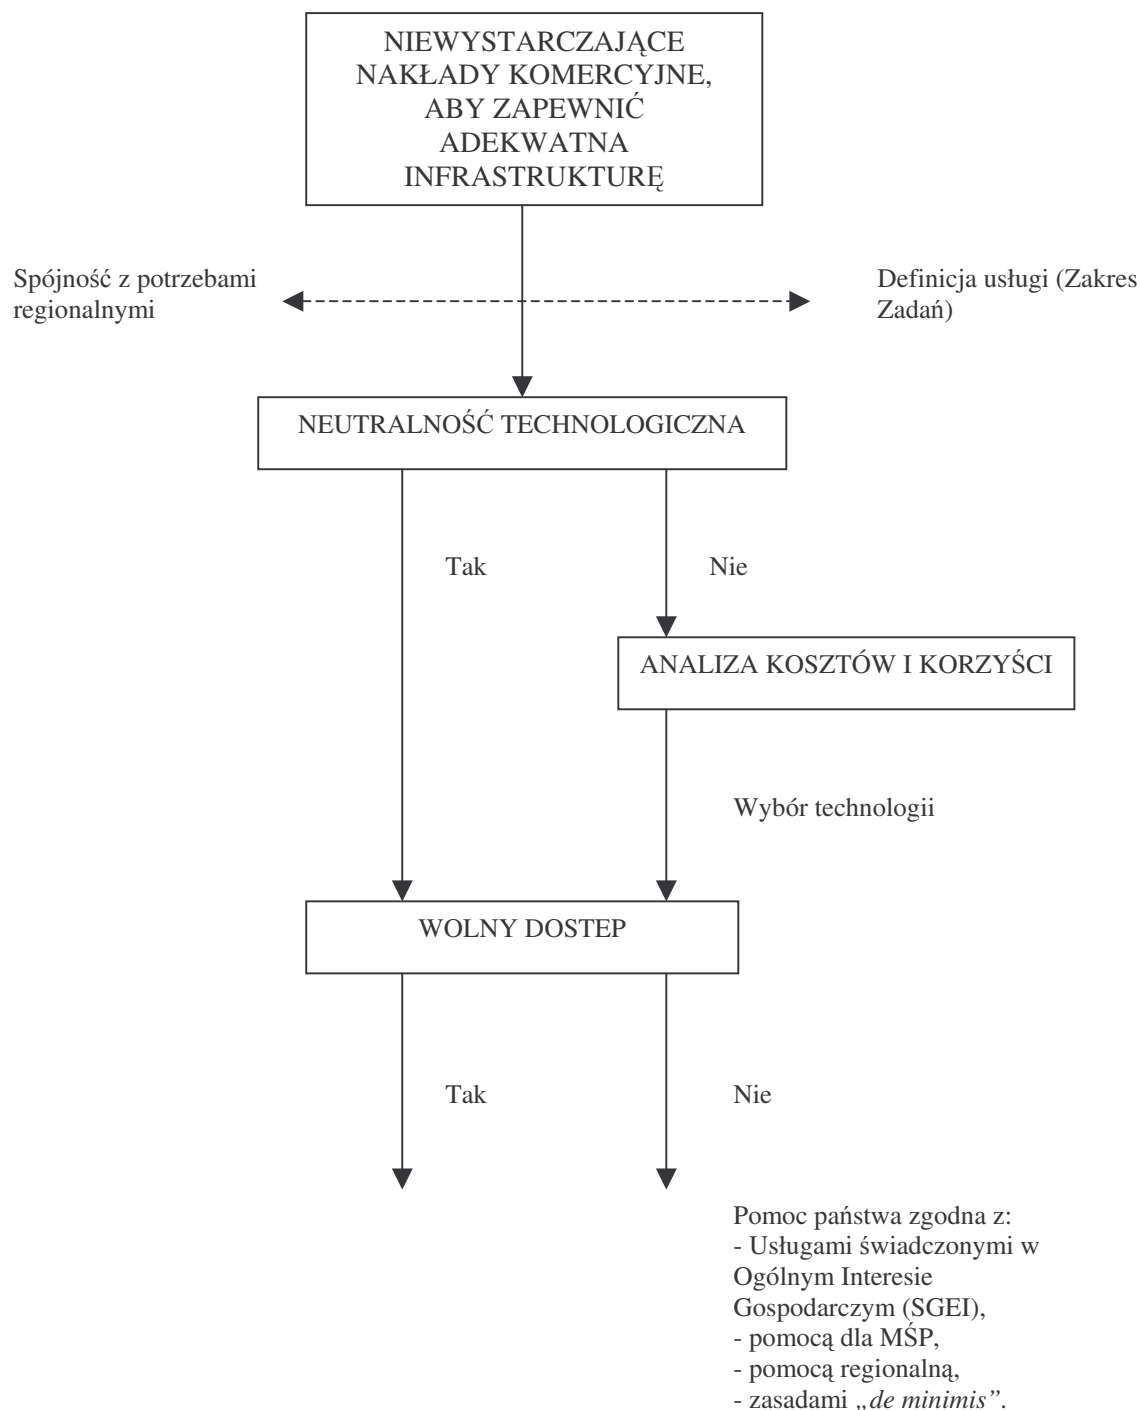 NIEWYSTARCZAJĄCE
NAKŁADY KOMERCYJNE,
ABY ZAPEWNIĆ
ADEKWATNA
INFRASTRUKTURĘ
Spójność z potrzebami
regionalnymi
Definicja usługi (Zakres
Zadań)
NEUTRALNOŚĆ TECHNOLOGICZNA
Tak
Nie
ANALIZA KOSZTÓW I KORZYŚCI
Wybór technologii
WOLNY DOSTEP
Tak
Nie
Pomoc państwa zgodna z:
- Usługami świadczonymi w
Ogólnym Interesie
Gospodarczym (SGEI),
- pomocą dla MŚP,
- pomocą regionalną,
- zasadami „de minimis”.